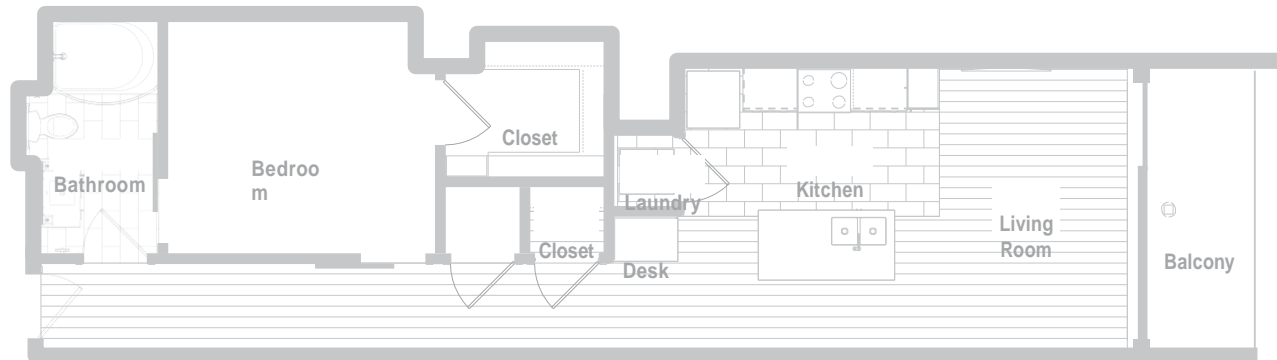 Bathroom
Bedroo
m
Closet
Closet
Laundry
Desk
Kitchen
Living
Room
Balcony